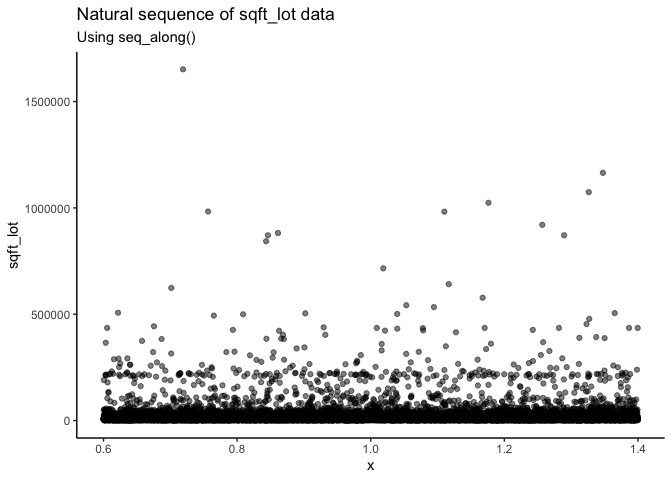 Natural sequence of sqft_lot data
Using seq_along()
1500000
1000000
500000
0
sqft_lot
0.6
0.8
1.0
1.2
1.4
x